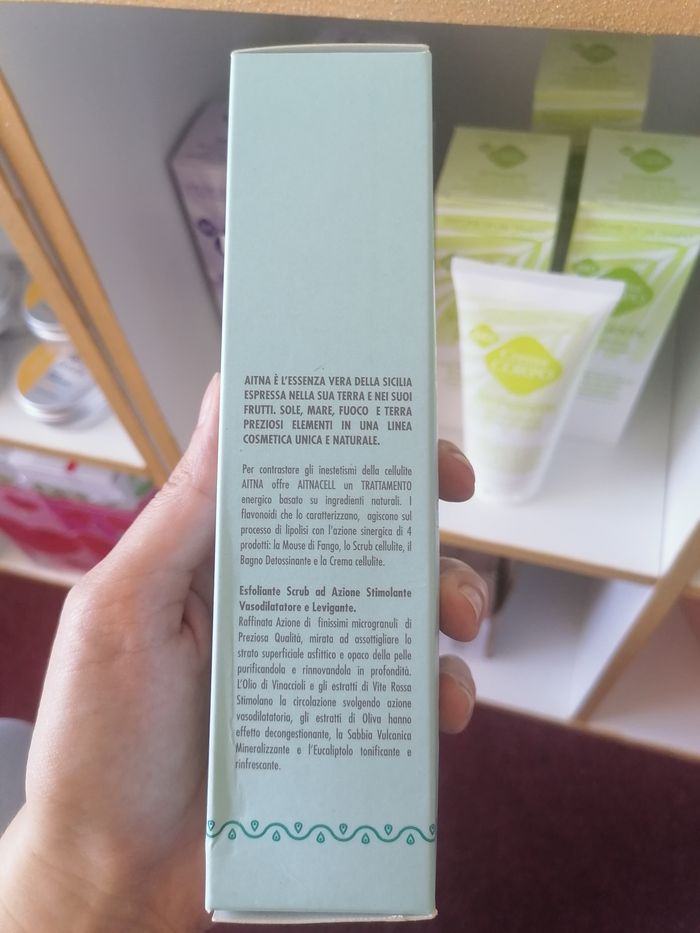 AITNA È L'ESSENZA VERA DELLA SICILIA
ESPRESSA NELLA SUA TERRA E NEI SUOI
FRUTTI. SOLE, MARE, FUOCO E TERRA
PREZIOSI ELEMENTI IN UNA LINEA
COSMETICA UNICA E NATURALE.
Per contrastare gli inestetismi della cellulite
AITNA offre AITNACELL un TRATTAMENTO
energico basato su ingredienti naturali. I
flavonoidi che lo caratterizzano, agiscono sul
processo di lipolisi con l'azione sinergica di 4
prodotti: la Mouse di Fango, lo Scrub cellulite, il
Bagno Detossinante e la Crema cellulite.
Esfoliante Scrub ad Azione Stimolante
Vasodilatatore e Levigante.
Raffinata Azione di finissimi microgranuli di
Preziosa Qualità, mirata ad assottigliare lo
strato superficiale asfittico e opaco della pelle
purificandola e rinnovandola in profondità.
L'Olio di Vinaccioli e gli estratti di Vite Rossa
Stimolano la circolazione svolgendo azione
vasodilatatoria, gli estratti di Oliva hanno
effetto decongestionante, la Sabbia Vulcanica
Mineralizzante e l'Eucaliptolo tonificante e
rinfrescante.
CORPO